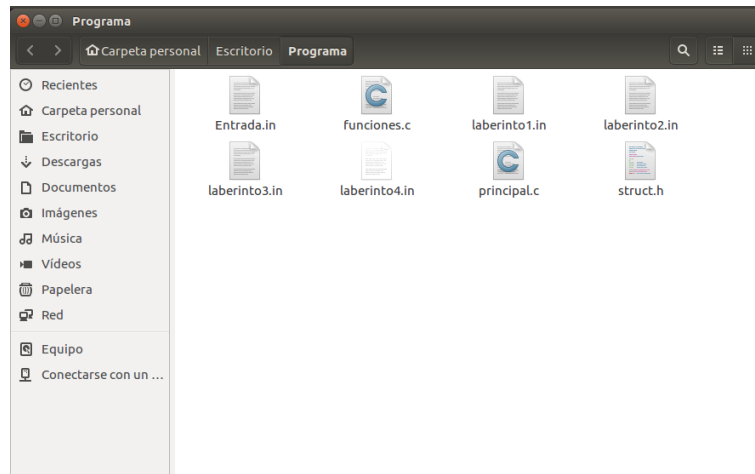 Programa
Carpeta personal Escritorio Programa
Recientes
Carpeta personal
Escritorio
Descargas
Documentos
Imágenes
Música
Vídeos
Papelera
Red
Equipo
Conectarse con un ...
Entrada.in funciones.c laberinto1.in laberinto2.in
laberinto3.in laberinto4.in principal.c struct.h